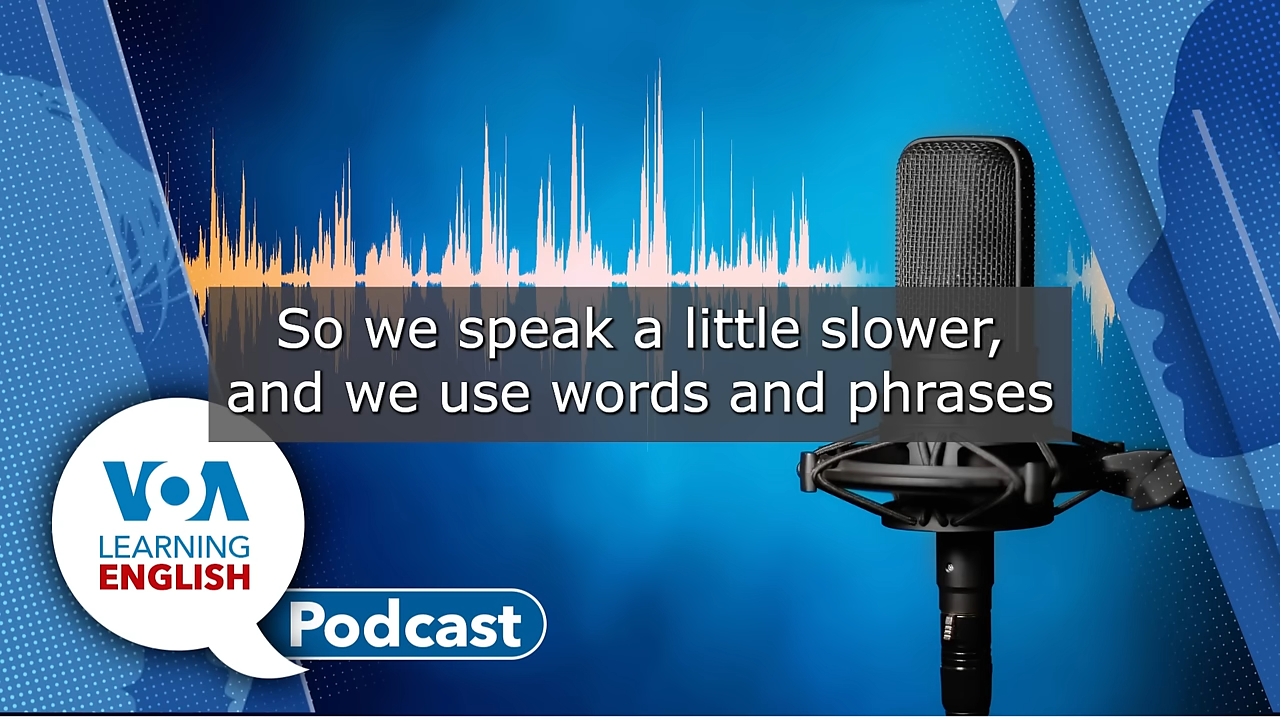 So we speak a little slower,
and we use words and phrases
VOA
LEARNING
ENGLISH
Podcast